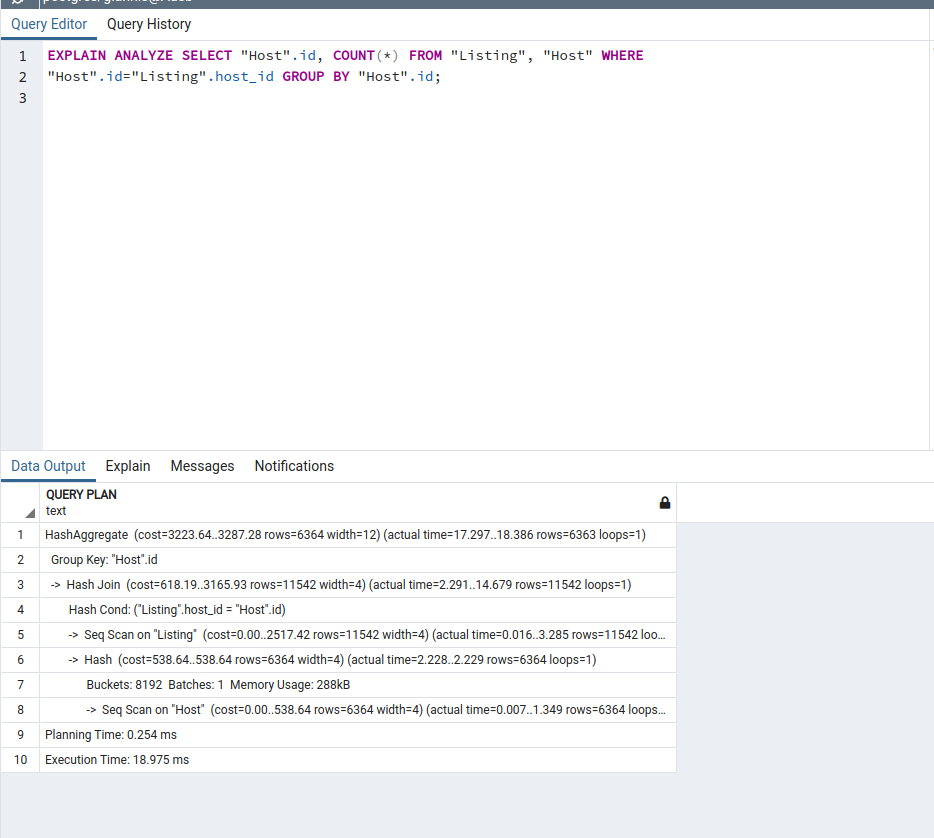 Query Editor Query History
1 EXPLAIN ANALYZE SELECT "Host".id, COUNT(*) FROM "Listing", "Host" WHERE
2 "Host".id="Listing".host_id GROUP BY "Host".id;
3
Data Output Explain Messages Notifications
QUERY PLAN
text
1 HashAggregate (cost=3223.64..3287.28 rows=6364 width=12) (actual time=17.297..18.386 rows=6363 loops=1)
2 Group Key: "Host".id
3 -> Hash Join (cost=618.19..3165.93 rows=11542 width=4) (actual time=2.291..14.679 rows=11542 loops=1)
4 Hash Cond: ("Listing".host_id = "Host".id)
5 -> Seq Scan on "Listing" (cost=0.00..2517.42 rows=11542 width=4) (actual time=0.016..3.285 rows=11542 loo...
6 -> Hash (cost=538.64..538.64 rows=6364 width=4) (actual time=2.228..2.229 rows=6364 loops=1)
7 Buckets: 8192 Batches: 1 Memory Usage: 288kB
8 -> Seq Scan on "Host" (cost=0.00..538.64 rows=6364 width=4) (actual time=0.007..1.349 rows=6364 loops...
9 Planning Time: 0.254 ms
10 Execution Time: 18.975 ms